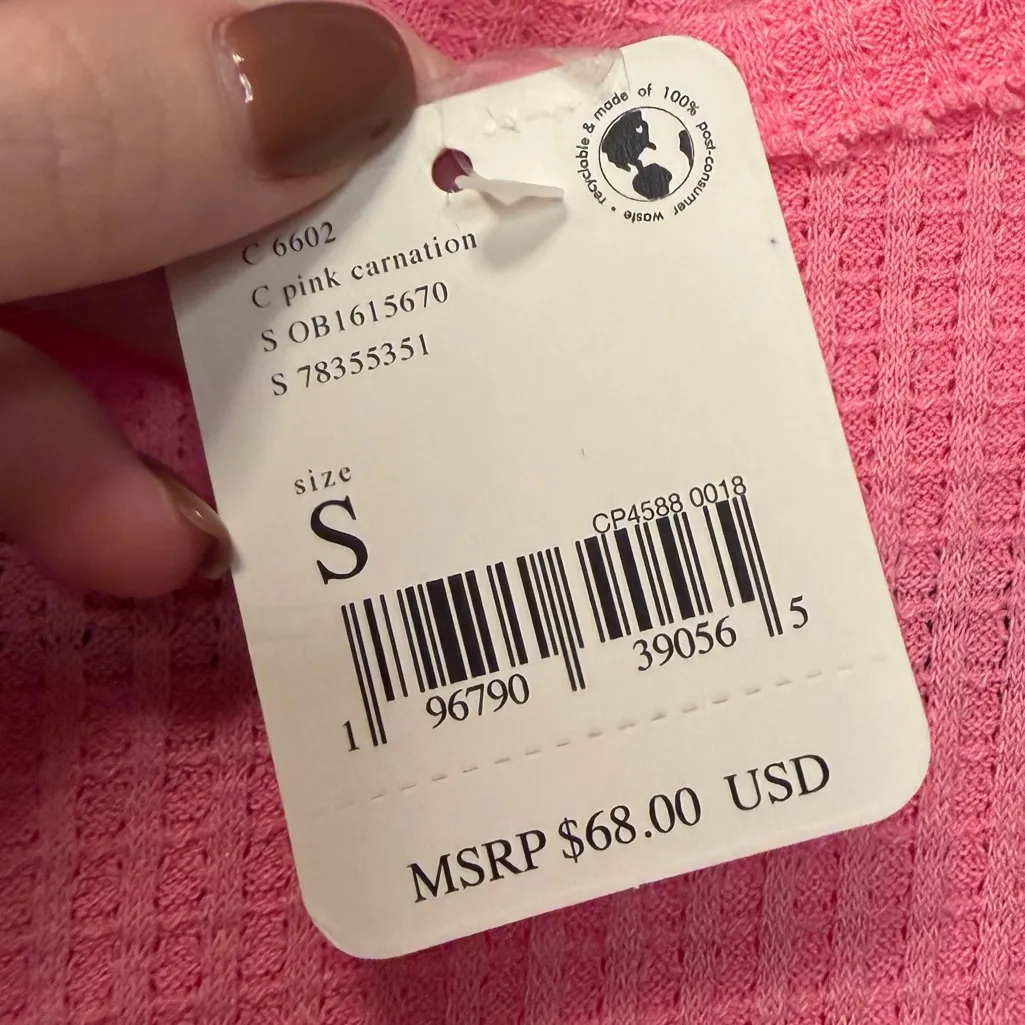 recyclable & made of 100% post-consumer waste •
C 6602
C pink carnation
S OB1615670
S 78355351
size
S
CP4588 0018
1 96790 39056 5
MSRP $68.00 USD